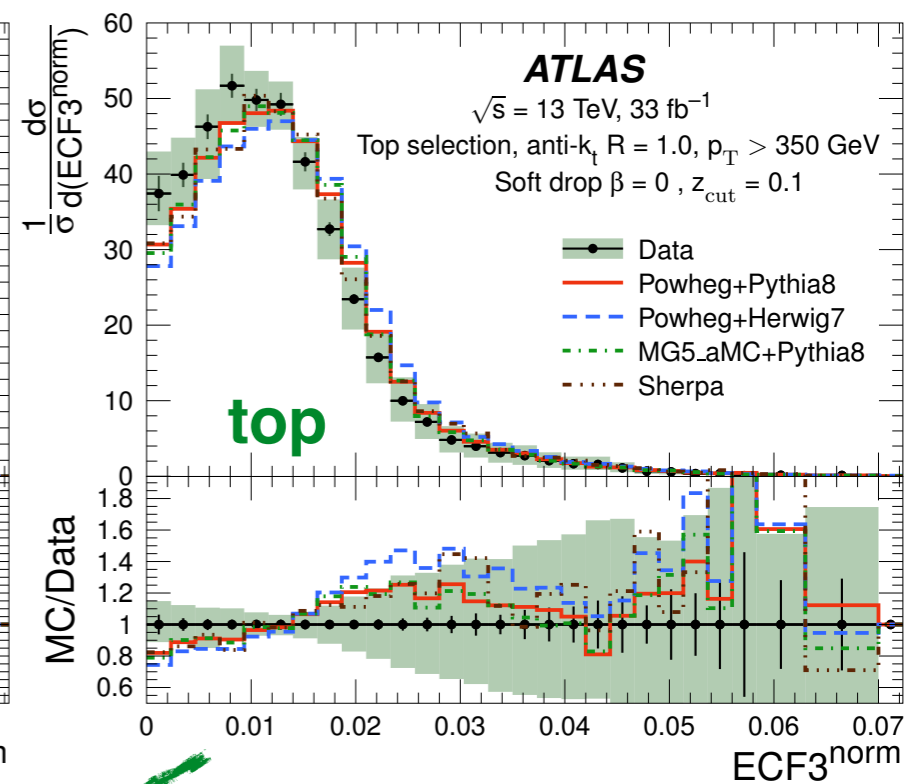 60
50
40
30
20
10
0
1/σ dσ/d(ECF3^norm)
ATLAS
√s = 13 TeV, 33 fb⁻¹
Top selection, anti-k_t R = 1.0, p_T > 350 GeV
Soft drop β = 0 , z_cut = 0.1
Data
Powheg+Pythia8
Powheg+Herwig7
MG5_aMC+Pythia8
Sherpa
top
MC/Data
1.8
1.6
1.4
1.2
1
0.8
0.6
0 0.01 0.02 0.03 0.04 0.05 0.06 0.07
ECF3^norm